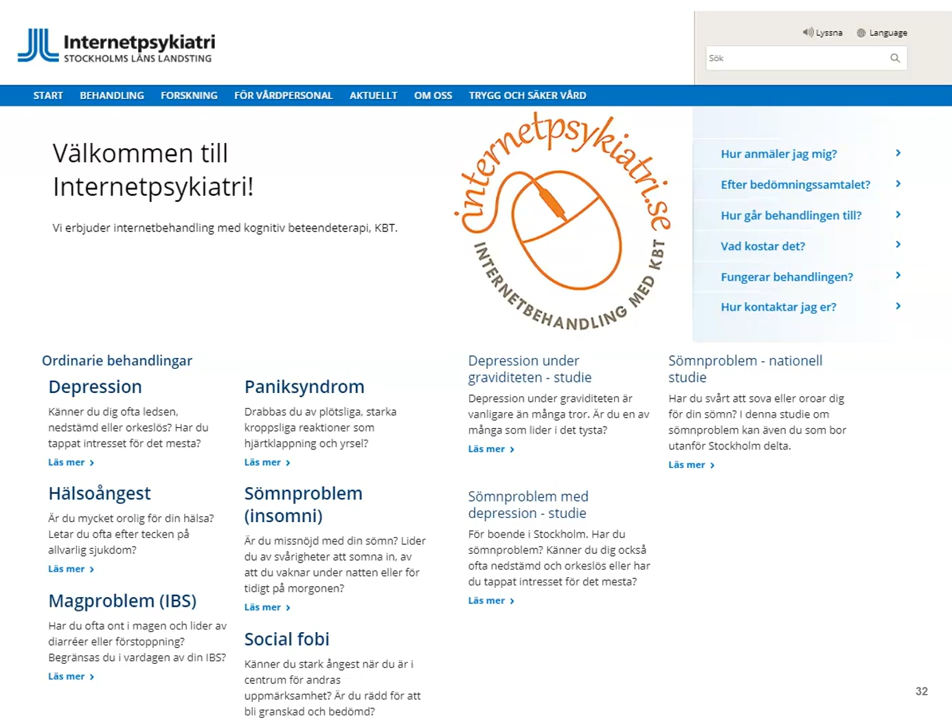 Internetpsykiatri
STOCKHOLMS LÄNS LANDSTING
Lyssna
Language
Sök
START
BEHANDLING
FORSKNING
FÖR VÅRDPERSONAL
AKTUELLT
OM OSS
TRYGG OCH SÄKER VÅRD
Välkommen till
Internetpsykiatri!
Vi erbjuder internetbehandling med kognitiv beteendeterapi, KBT.
internetpsykiatri.se
INTERNETBEHANDLING MED KBT
Hur anmäler jag mig?
Efter bedömningssamtalet?
Hur går behandlingen till?
Vad kostar det?
Fungerar behandlingen?
Hur kontaktar jag er?
Ordinarie behandlingar
Depression
Känner du dig ofta ledsen,
nedstämd eller orkeslös? Har du
tappat intresset för det mesta?
Läs mer
Hälsoångest
Är du mycket orolig för din hälsa?
Letar du ofta efter tecken på
allvarlig sjukdom?
Läs mer
Magproblem (IBS)
Har du ofta ont i magen och lider av
diarréer eller förstoppning?
Begränsas du i vardagen av din IBS?
Läs mer
Paniksyndrom
Drabbas du av plötsliga, starka
kroppsliga reaktioner som
hjärtklappning och yrsel?
Läs mer
Sömnproblem
(insomni)
Är du missnöjd med din sömn? Lider
du av svårigheter att somna in, av
att du vaknar under natten eller för
tidigt på morgonen?
Läs mer
Social fobi
Känner du stark ångest när du är i
centrum för andras
uppmärksamhet? Är du rädd för att
bli granskad och bedömd?
Depression under
graviditeten - studie
Depression under graviditeten är
vanligare än många tror. Är du en av
många som lider i det tysta?
Läs mer
Sömnproblem med
depression - studie
För boende i Stockholm. Har du
sömnproblem? Känner du dig också
ofta nedstämd och orkeslös eller har
du tappat intresset för det mesta?
Läs mer
Sömnproblem - nationell
studie
Har du svårt att sova eller oroar dig
för din sömn? I denna studie om
sömnproblem kan även du som bor
utanför Stockholm delta.
Läs mer
32